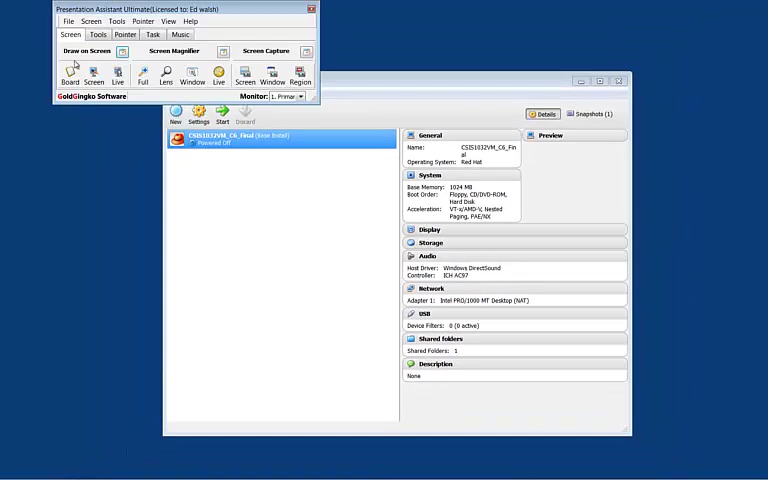 Presentation Assistant Ultimate(Licensed to: Ed walsh)
File Screen Tools Pointer View Help
Screen Tools Pointer Task Music
Draw on Screen Screen Magnifier Screen Capture
Board Screen Live Full Lens Window Live Screen Window Region
GoldGingko Software Monitor: 1. Primar
New Settings Start Discard
Details Snapshots (1)
CSIS1032VM_C6_Final (Base Install)
Powered Off
General
Name: CSIS1032VM_C6_Fin
al
Operating System: Red Hat
Preview
System
Base Memory: 1024 MB
Boot Order: Floppy, CD/DVD-ROM,
Hard Disk
Acceleration: VT-x/AMD-V, Nested
Paging, PAE/NX
Display
Storage
Audio
Host Driver: Windows DirectSound
Controller: ICH AC97
Network
Adapter 1: Intel PRO/1000 MT Desktop (NAT)
USB
Device Filters: 0 (0 active)
Shared folders
Shared Folders: 1
Description
None